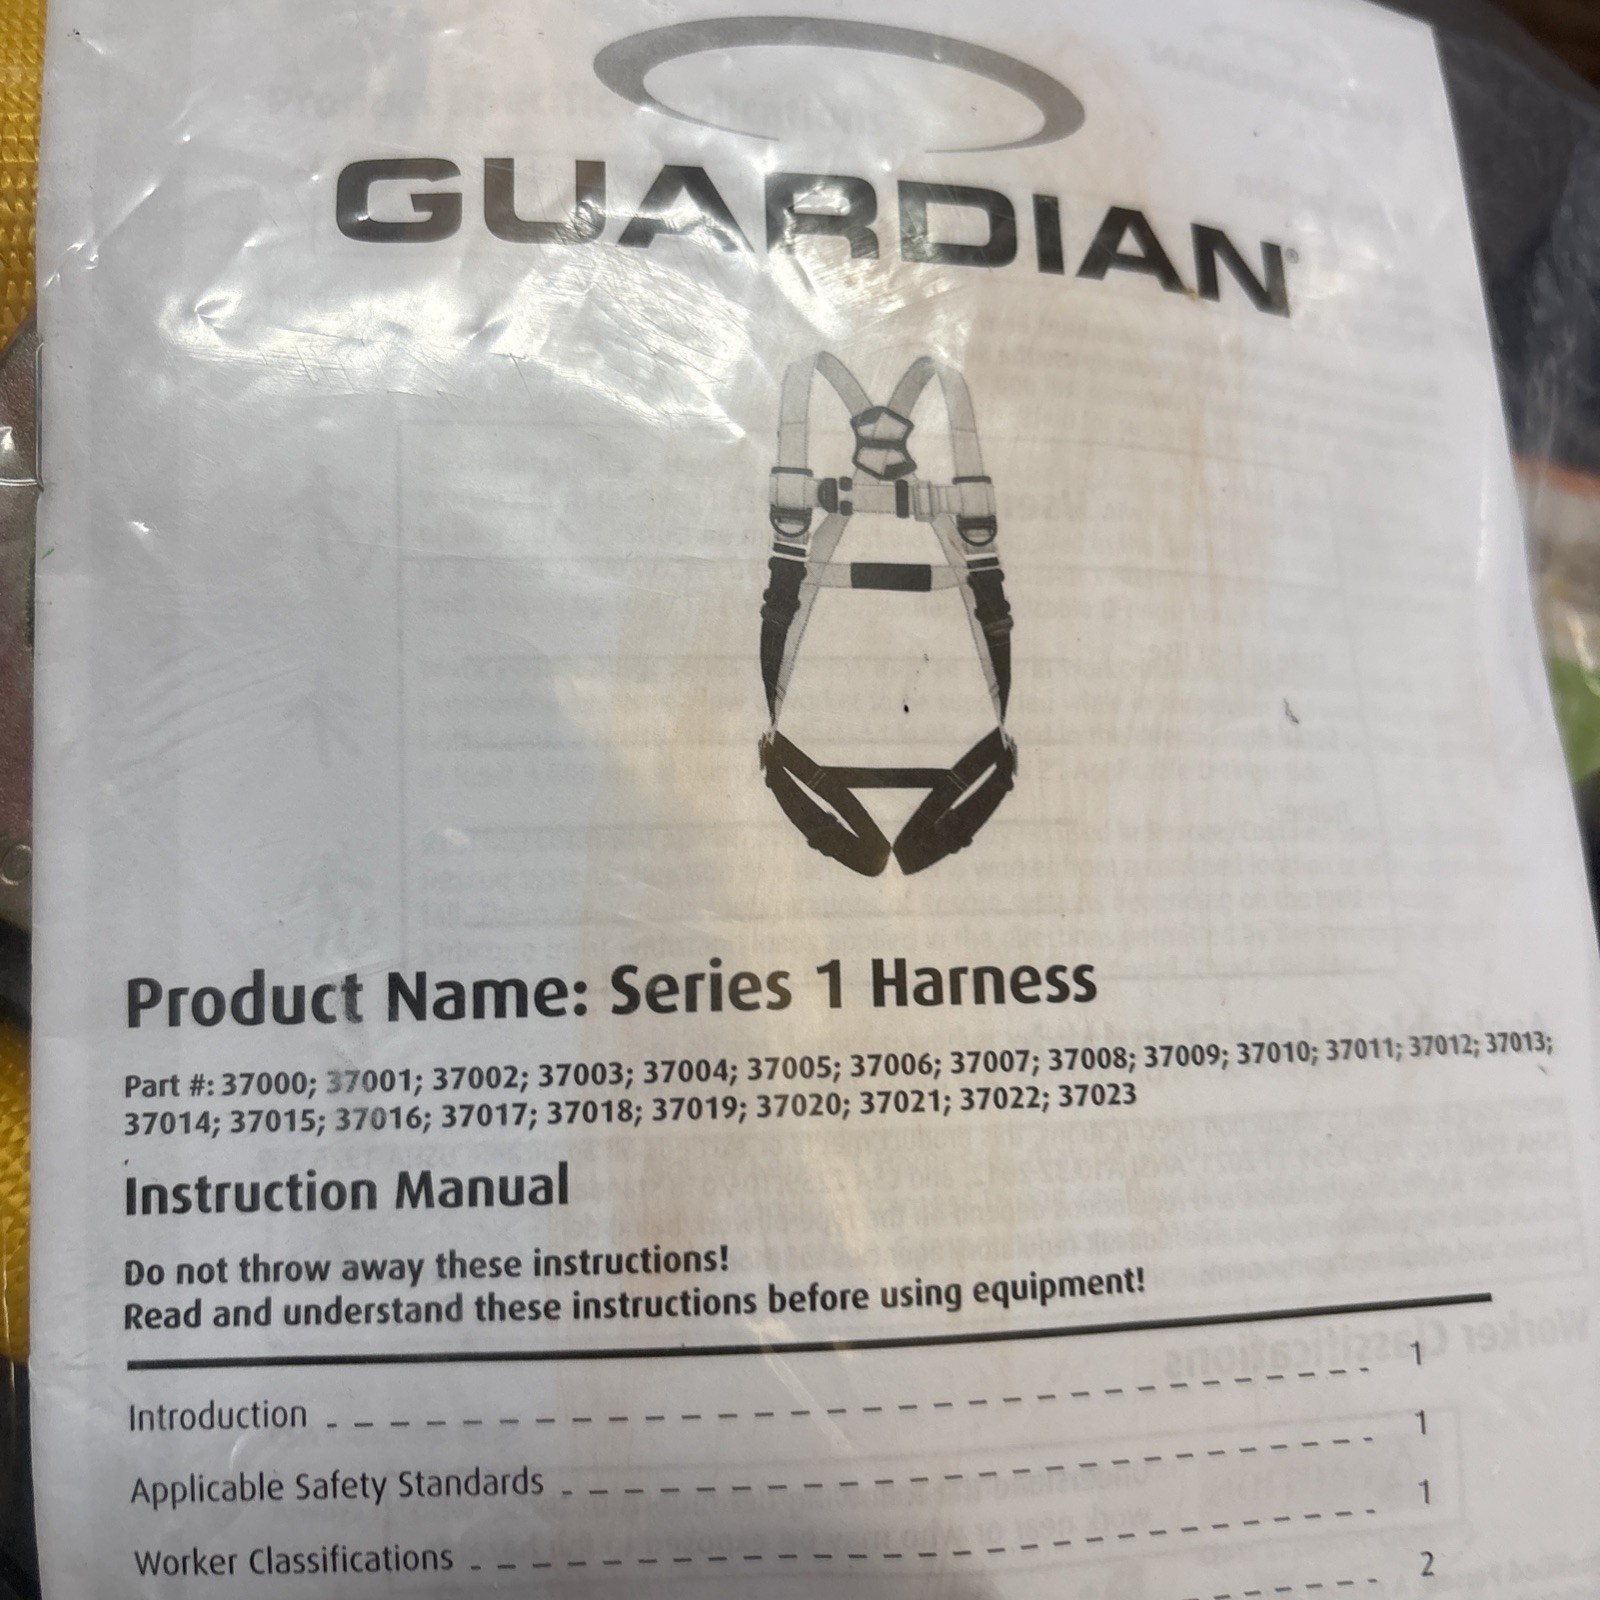 GUARDIAN®
Product Name: Series 1 Harness
Part #: 37000; 37001; 37002; 37003; 37004; 37005; 37006; 37007; 37008; 37009; 37010; 37011; 37012; 37013;
37014; 37015; 37016; 37017; 37018; 37019; 37020; 37021; 37022; 37023
Instruction Manual
Do not throw away these instructions!
Read and understand these instructions before using equipment!
Introduction 1
Applicable Safety Standards 1
Worker Classifications 1
2